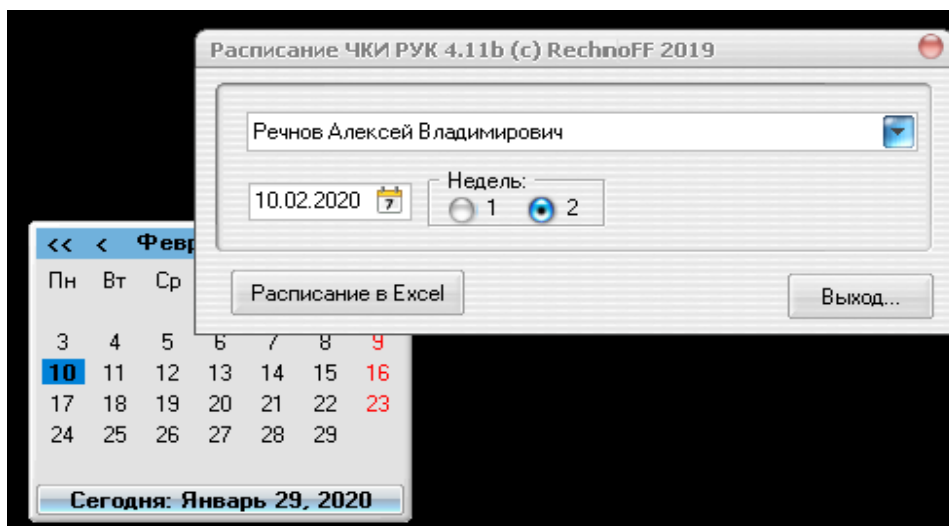 Расписание ЧКИ РУК 4.11b (c) RechnoFF 2019
Речнов Алексей Владимирович
10.02.2020 7
Недель:
1 2
Расписание в Excel
Выход...
<< < Февр
Пн Вт Ср
3 4 5 6 7 8 9
10 11 12 13 14 15 16
17 18 19 20 21 22 23
24 25 26 27 28 29
Сегодня: Январь 29, 2020